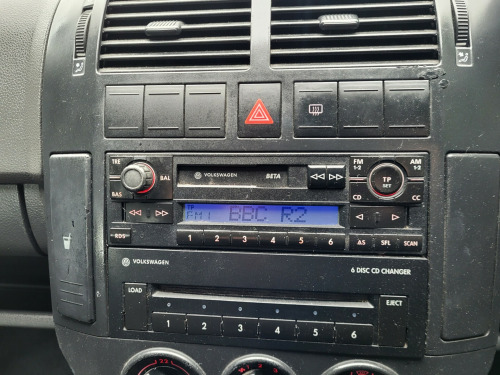 TRE
BAL
BAS
VOLKSWAGEN BETA
FM
1-2
AM
1-2
TP
SET
CD
CC
TP
FM1 BBC R2
RDS
1 2 3 4 5 6
AS SFL SCAN
VOLKSWAGEN
6 DISC CD CHANGER
LOAD
EJECT
1 2 3 4 5 6
22